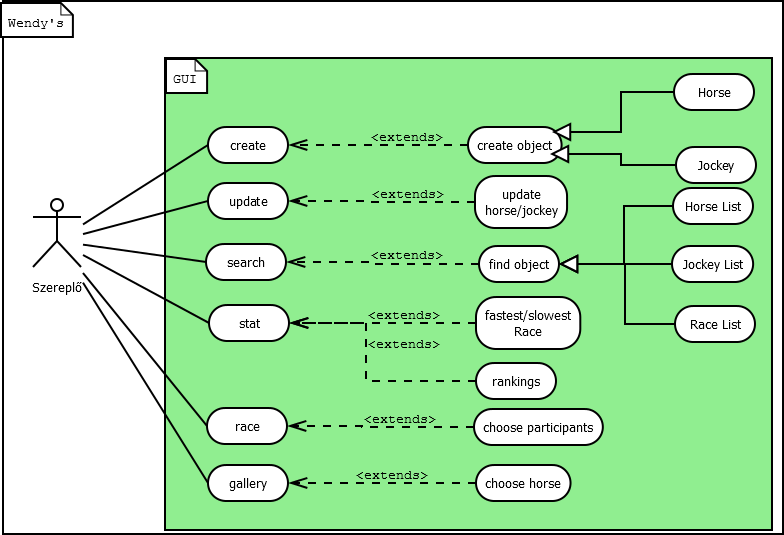 Wendy's
GUI
Horse
create
<extends>
create object
Jockey
update
<extends>
update
horse/jockey
Horse List
search
<extends>
find object
Jockey List
Szereplő
stat
<extends>
fastest/slowest
Race
Race List
<extends>
rankings
race
<extends>
choose participants
gallery
<extends>
choose horse